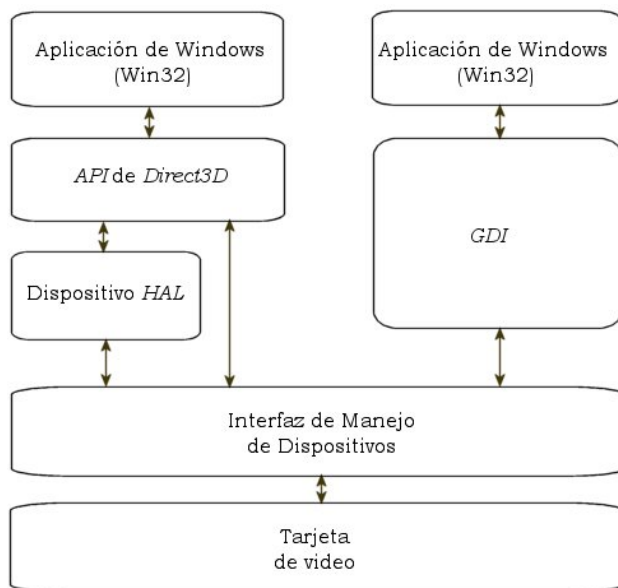 Aplicación de Windows
(Win32)
Aplicación de Windows
(Win32)
API de Direct3D
GDI
Dispositivo HAL
Interfaz de Manejo
de Dispositivos
Tarjeta
de video